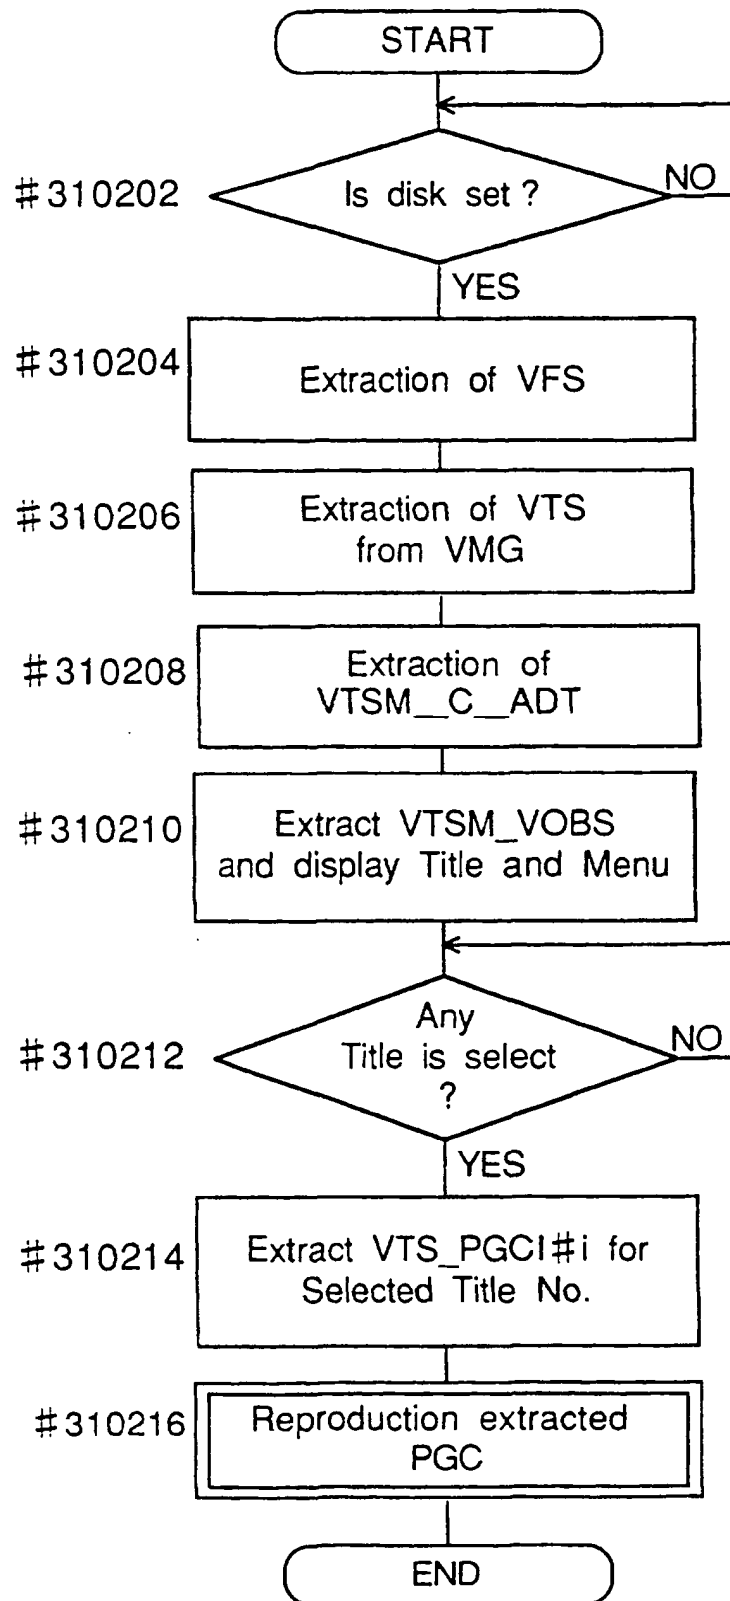 START
#310202
Is disk set ?
NO
YES
#310204
Extraction of VFS
#310206
Extraction of VTS
from VMG
#310208
Extraction of
VTSM__C__ADT
#310210
Extract VTSM_VOBS
and display Title and Menu
#310212
Any
Title is select
?
NO
YES
#310214
Extract VTS_PGCI#i for
Selected Title No.
#310216
Reproduction extracted
PGC
END